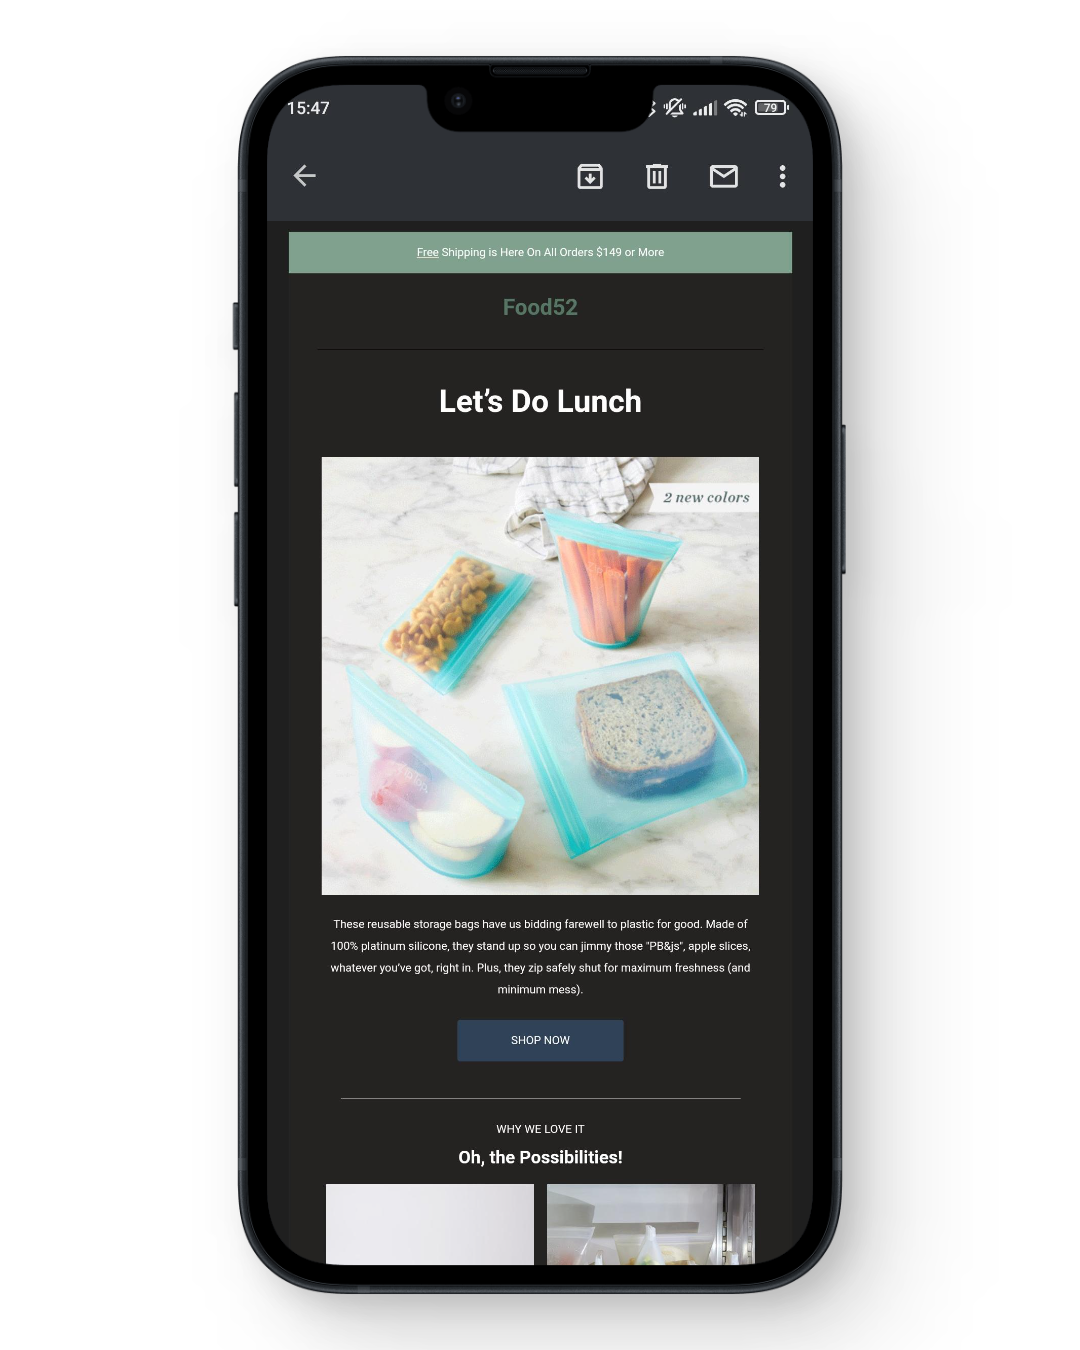 15:47
79
Free Shipping is Here On All Orders $149 or More
Food52
Let's Do Lunch
2 new colors
These reusable storage bags have us bidding farewell to plastic for good. Made of
100% platinum silicone, they stand up so you can jimmy those "PB&js", apple slices,
whatever you've got, right in. Plus, they zip safely shut for maximum freshness (and
minimum mess).
SHOP NOW
WHY WE LOVE IT
Oh, the Possibilities!